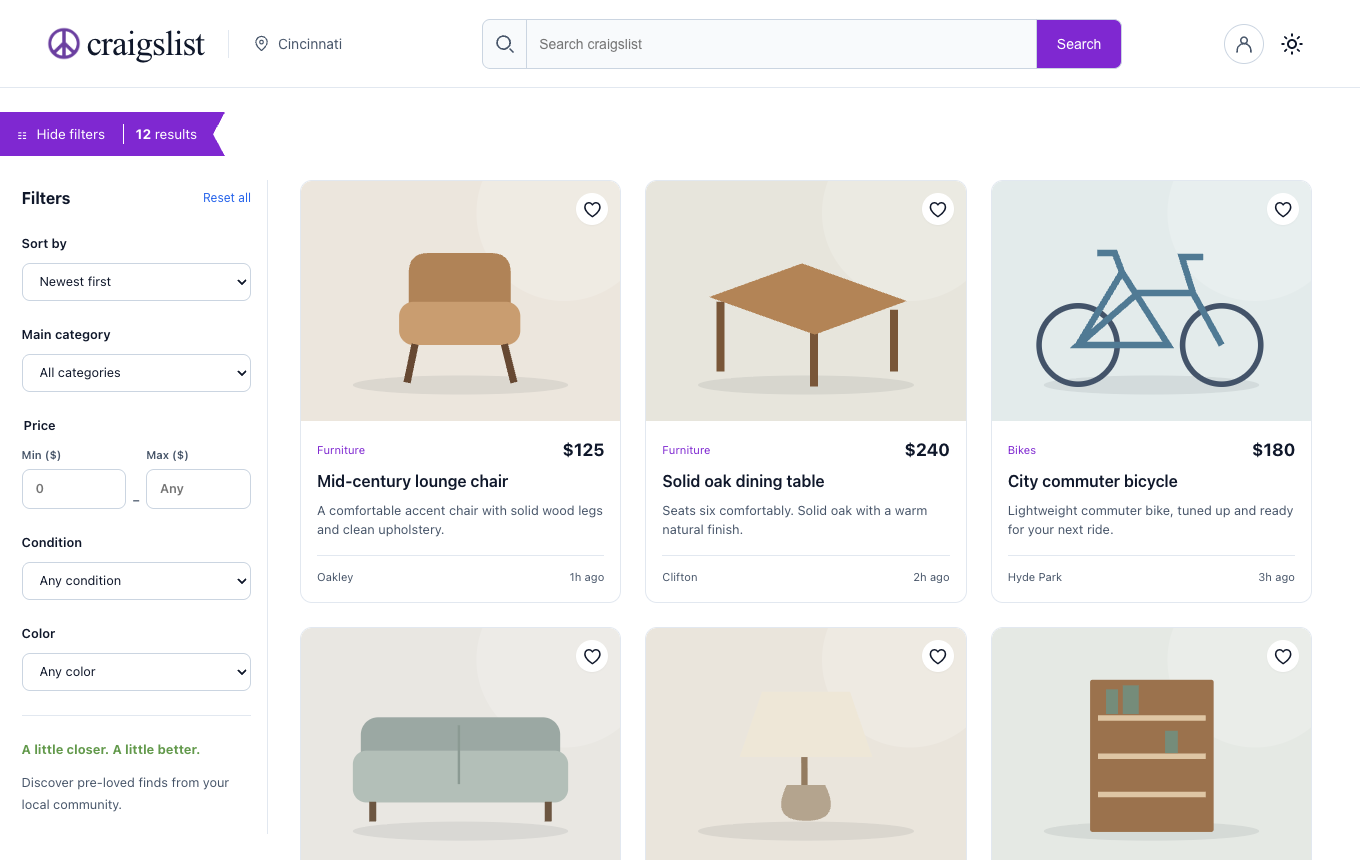 craigslist
Cincinnati
Search craigslist
Search
Hide filters
12 results
Filters
Reset all
Sort by
Newest first
Main category
All categories
Price
Min ($)
Max ($)
0
–
Any
Condition
Any condition
Color
Any color
A little closer. A little better.
Discover pre-loved finds from your
local community.
Furniture
$125
Mid-century lounge chair
A comfortable accent chair with solid wood legs
and clean upholstery.
Oakley
1h ago
Furniture
$240
Solid oak dining table
Seats six comfortably. Solid oak with a warm
natural finish.
Clifton
2h ago
Bikes
$180
City commuter bicycle
Lightweight commuter bike, tuned up and ready
for your next ride.
Hyde Park
3h ago